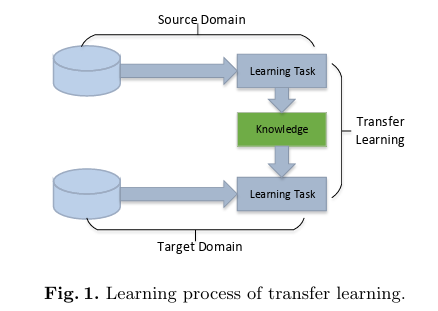 Source Domain
Learning Task
Knowledge
Transfer
Learning
Learning Task
Target Domain
Fig. 1. Learning process of transfer learning.